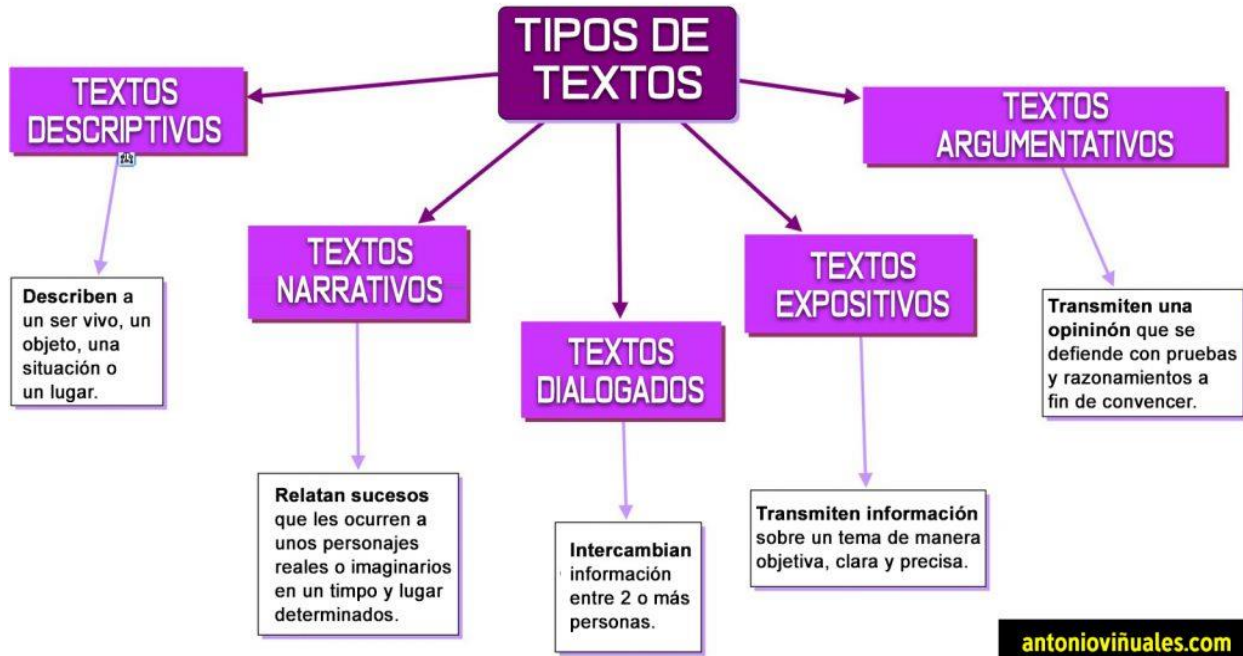 TIPOS DE
TEXTOS
TEXTOS
DESCRIPTIVOS
Describen a
un ser vivo, un
objeto, una
situación o
un lugar.
TEXTOS
NARRATIVOS
Relatan sucesos
que les ocurren a
unos personajes
reales o imaginarios
en un timpo y lugar
determinados.
TEXTOS
DIALOGADOS
Intercambian
información
entre 2 o más
personas.
TEXTOS
EXPOSITIVOS
Transmiten información
sobre un tema de manera
objetiva, clara y precisa.
TEXTOS
ARGUMENTATIVOS
Transmiten una
opininón que se
defiende con pruebas
y razonamientos a
fin de convencer.
antonioviñuales.com